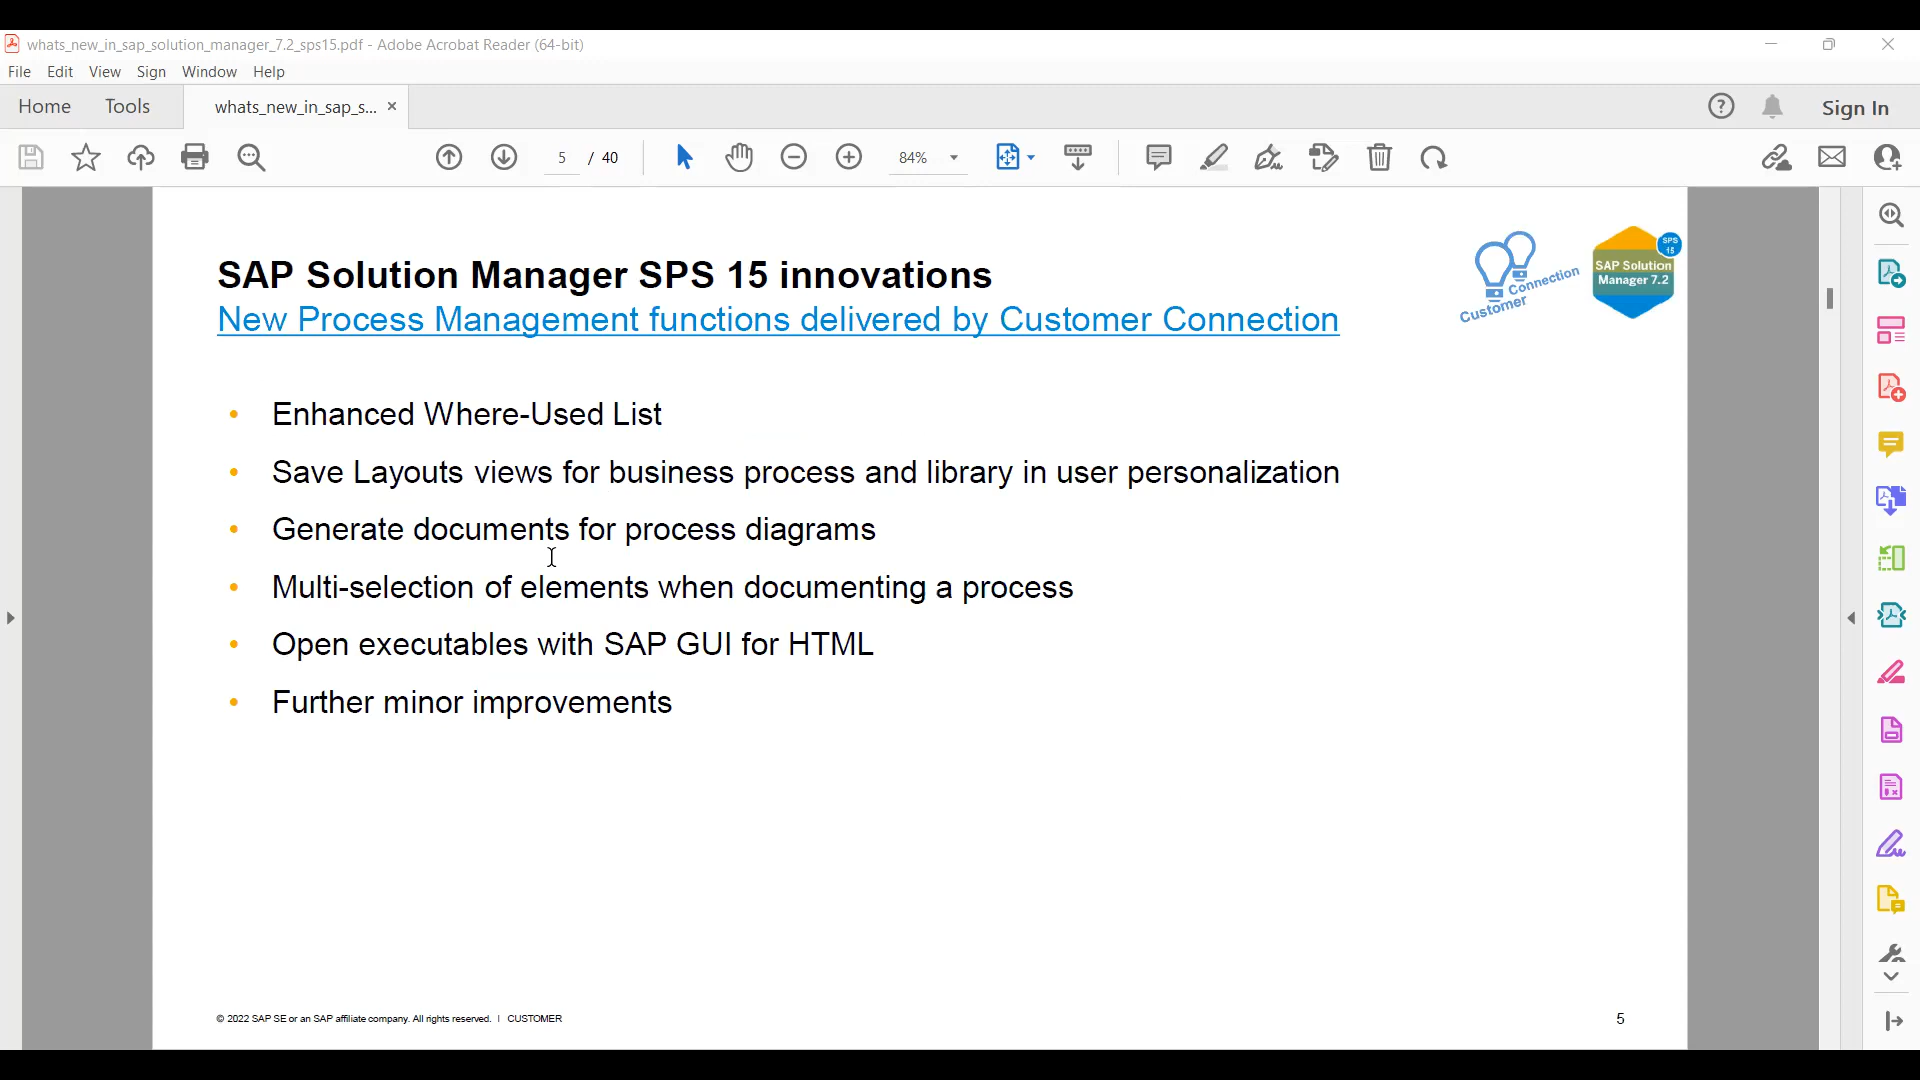 whats_new_in_sap_solution_manager_7.2_sps15.pdf - Adobe Acrobat Reader (64-bit)
File Edit View Sign Window Help
Home Tools whats_new_in_sap_s... Sign In
5 / 40 84%
SAP Solution Manager SPS 15 innovations
New Process Management functions delivered by Customer Connection
Customer Connection
SPS 15
SAP Solution
Manager 7.2
• Enhanced Where-Used List
• Save Layouts views for business process and library in user personalization
• Generate documents for process diagrams
• Multi-selection of elements when documenting a process
• Open executables with SAP GUI for HTML
• Further minor improvements
© 2022 SAP SE or an SAP affiliate company. All rights reserved. | CUSTOMER
5